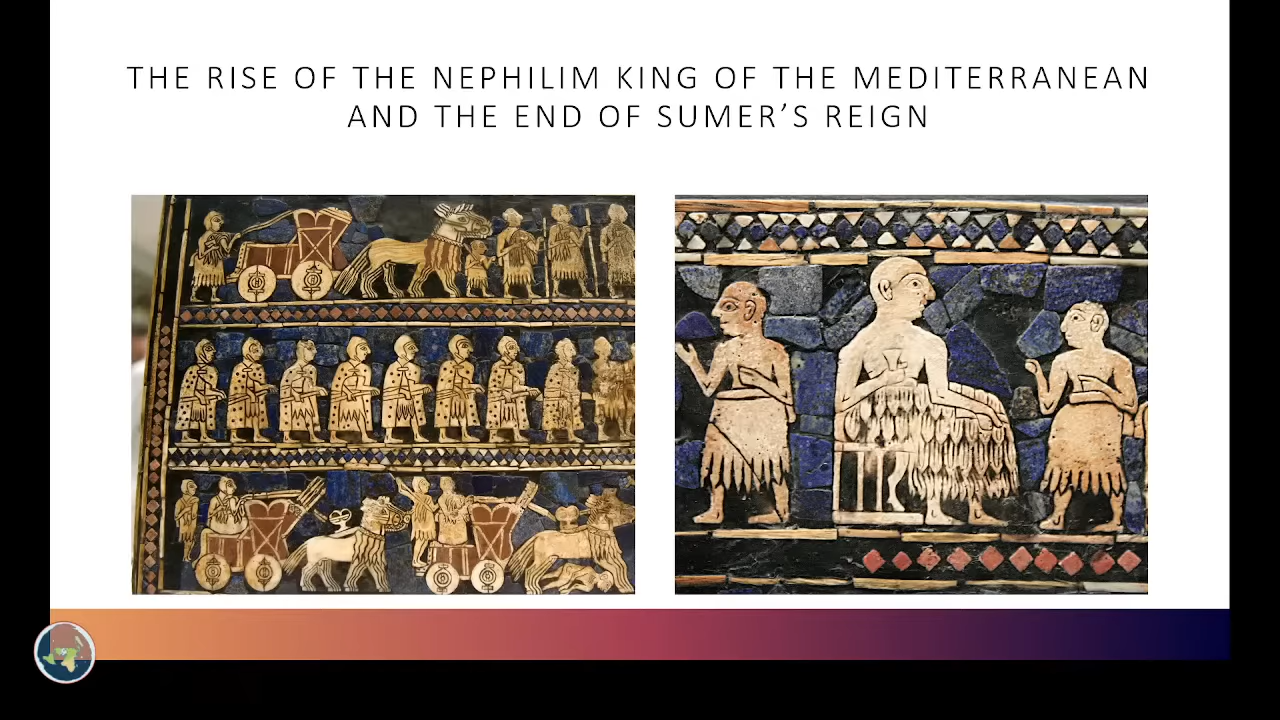 THE RISE OF THE NEPHILIM KING OF THE MEDITERRANEAN
AND THE END OF SUMER’S REIGN